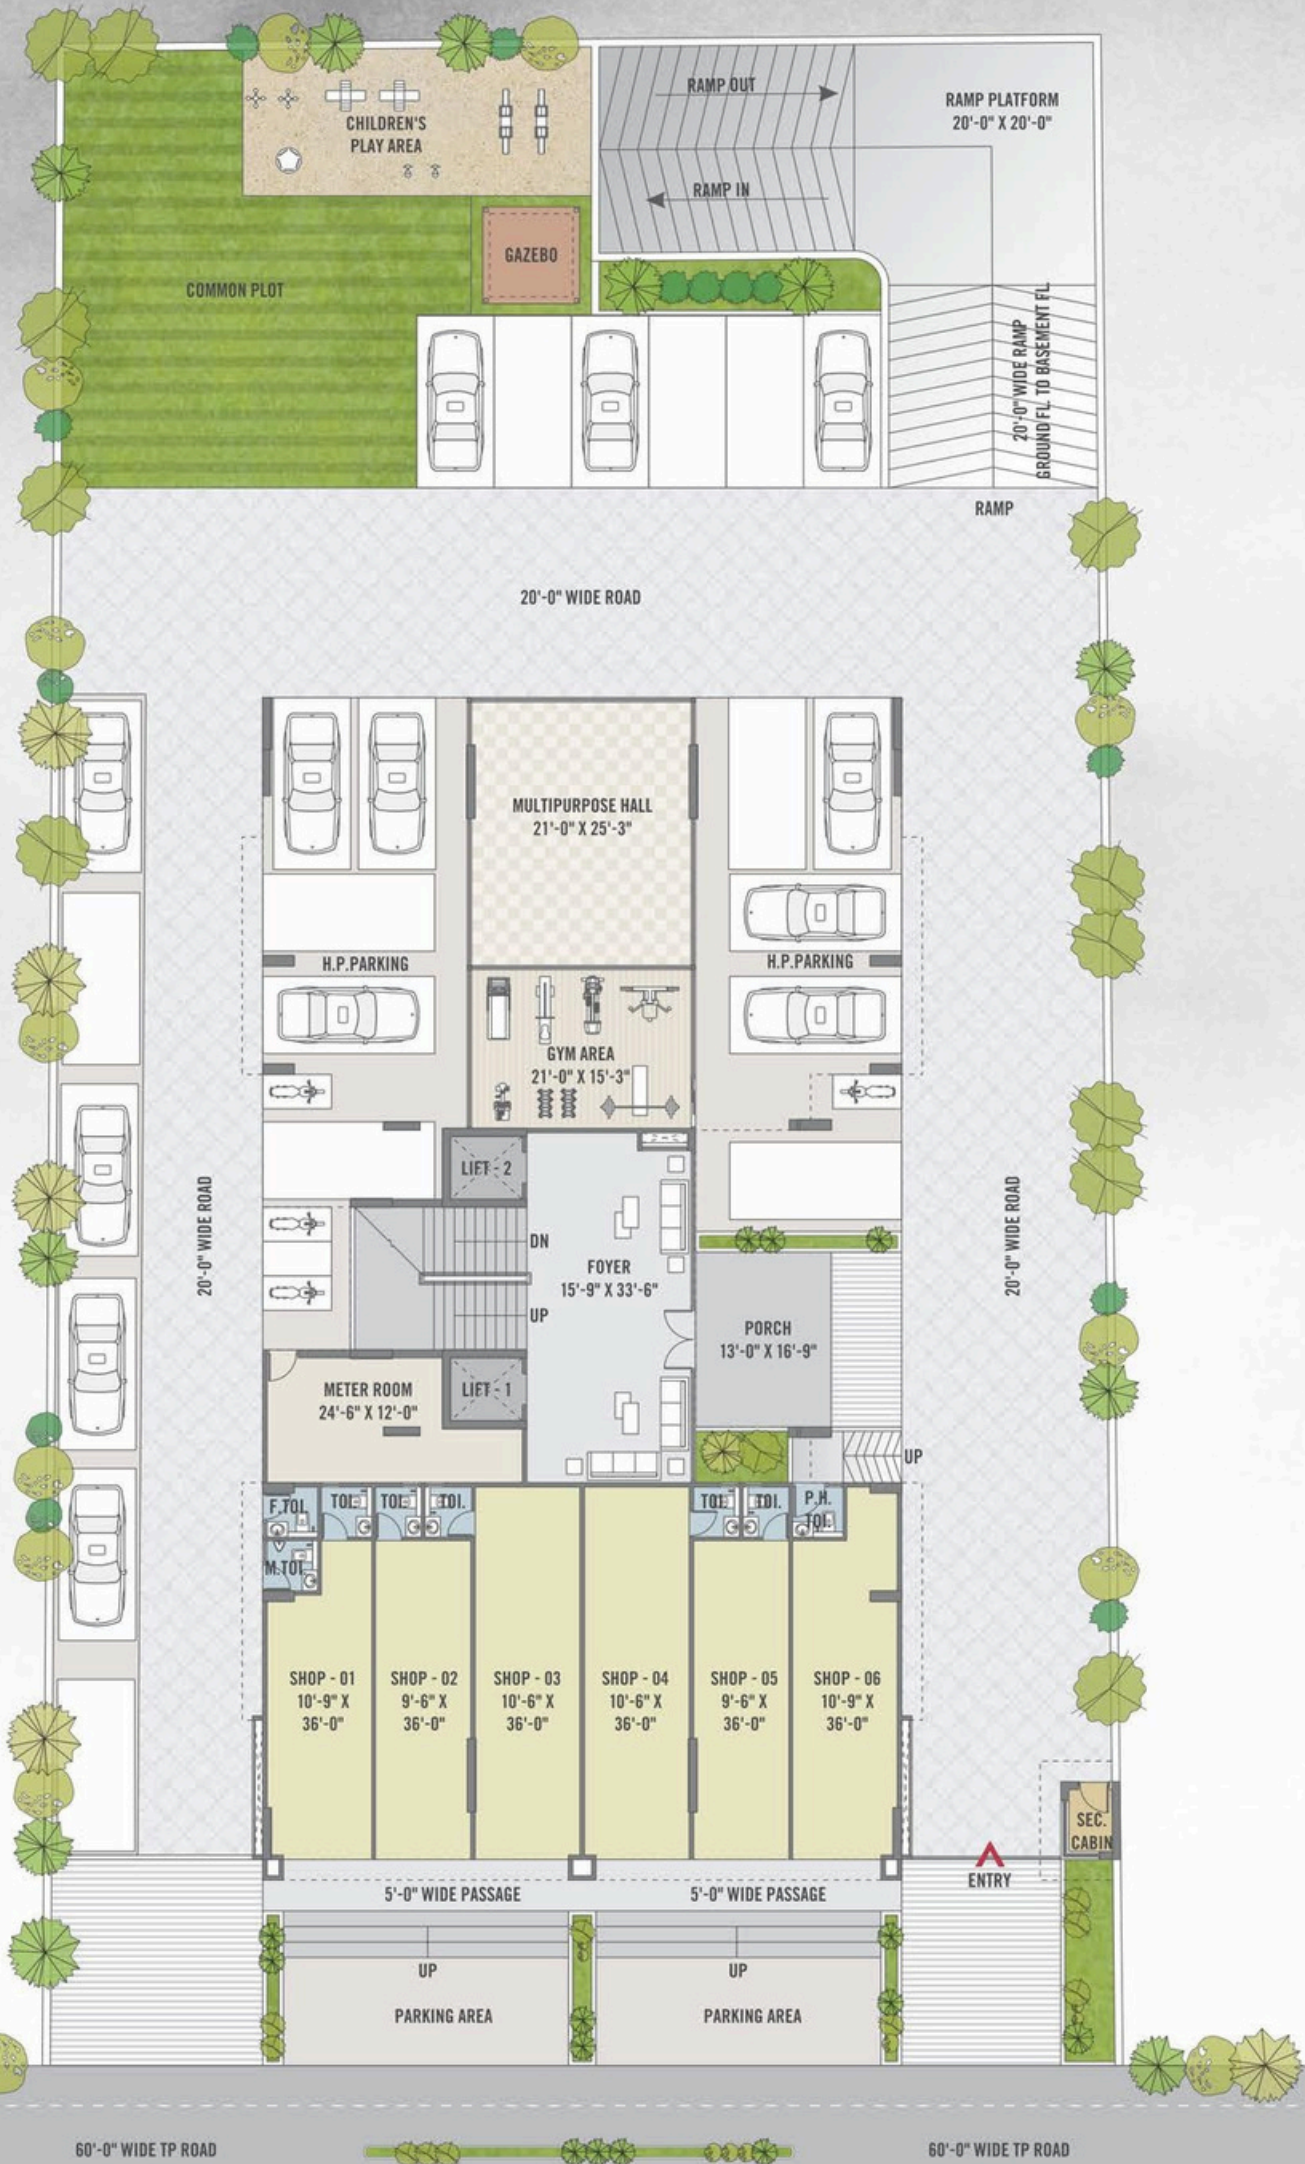 RAMP OUT
RAMP PLATFORM
20'-0" X 20'-0"
CHILDREN'S
PLAY AREA
RAMP IN
GAZEBO
COMMON PLOT
20'-0" WIDE RAMP
GROUND FL. TO BASEMENT FL.
RAMP
20'-0" WIDE ROAD
MULTIPURPOSE HALL
21'-0" X 25'-3"
H.P.PARKING
H.P.PARKING
GYM AREA
21'-0" X 15'-3"
LIFT - 2
20'-0" WIDE ROAD
20'-0" WIDE ROAD
DN
FOYER
15'-9" X 33'-6"
UP
PORCH
13'-0" X 16'-9"
METER ROOM
24'-6" X 12'-0"
LIFT - 1
UP
F.TOI.
TOI.
TOI.
TOI.
TOI.
TOI.
P.H.
TOI.
M.TOI.
SHOP - 01
10'-9" X
36'-0"
SHOP - 02
9'-6" X
36'-0"
SHOP - 03
10'-6" X
36'-0"
SHOP - 04
10'-6" X
36'-0"
SHOP - 05
9'-6" X
36'-0"
SHOP - 06
10'-9" X
36'-0"
SEC.
CABIN
ENTRY
5'-0" WIDE PASSAGE
5'-0" WIDE PASSAGE
UP
UP
PARKING AREA
PARKING AREA
60'-0" WIDE TP ROAD
60'-0" WIDE TP ROAD